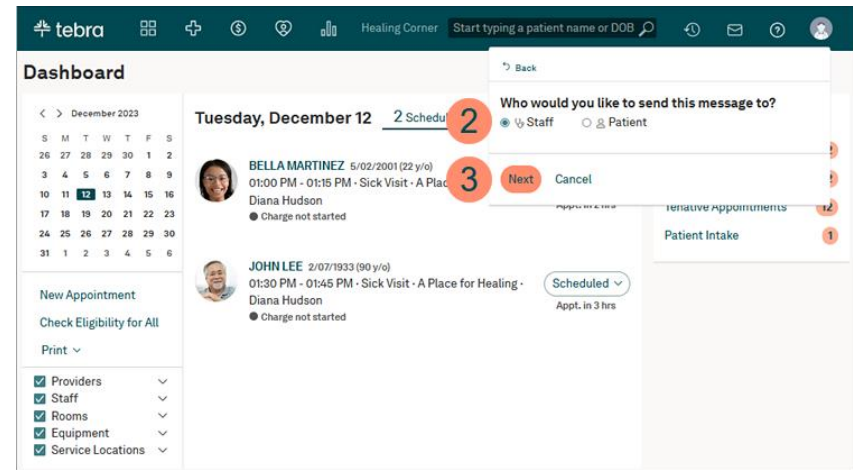 tebra
Healing Corner
Start typing a patient name or DOB
Dashboard
Back
Who would you like to send this message to?
2
Staff
Patient
3
Next
Cancel
December 2023
S M T W T F S
26 27 28 29 30 1 2
3 4 5 6 7 8 9
10 11 12 13 14 15 16
17 18 19 20 21 22 23
24 25 26 27 28 29 30
31 1 2 3 4 5 6
New Appointment
Check Eligibility for All
Print
Providers
Staff
Rooms
Equipment
Service Locations
Tuesday, December 12
2 Schedul
BELLA MARTINEZ 5/02/2001 (22 y/o)
01:00 PM - 01:15 PM · Sick Visit · A Plac
Diana Hudson
Charge not started
Appt. in 2 hrs
JOHN LEE 2/07/1933 (90 y/o)
01:30 PM - 01:45 PM · Sick Visit · A Place for Healing ·
Diana Hudson
Charge not started
Scheduled
Appt. in 3 hrs
Tenative Appointments 12
Patient Intake 1